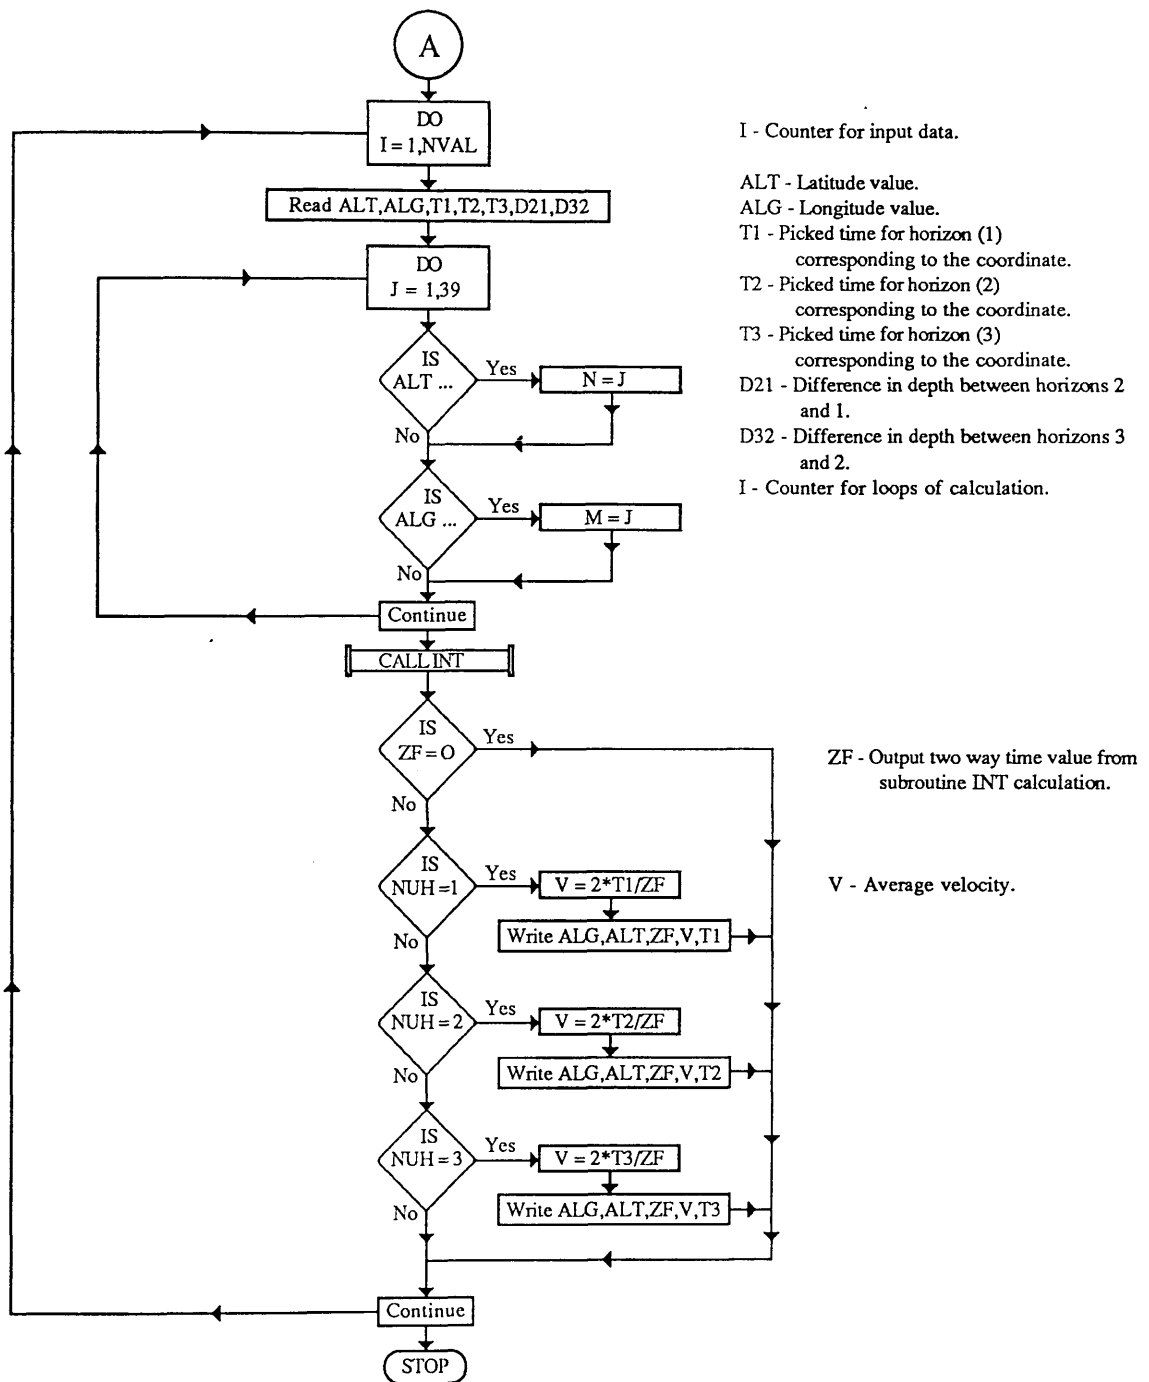 A
DO
I = 1,NVAL
Read ALT,ALG,T1,T2,T3,D21,D32
DO
J = 1,39
IS
ALT ...
Yes
N = J
No
IS
ALG ...
Yes
M = J
No
Continue
CALL INT
IS
ZF = O
Yes
No
IS
NUH = 1
Yes
V = 2*T1/ZF
Write ALG,ALT,ZF,V,T1
No
IS
NUH = 2
Yes
V = 2*T2/ZF
Write ALG,ALT,ZF,V,T2
No
IS
NUH = 3
Yes
V = 2*T3/ZF
Write ALG,ALT,ZF,V,T3
No
Continue
STOP
I - Counter for input data.
ALT - Latitude value.
ALG - Longitude value.
T1 - Picked time for horizon (1)
corresponding to the coordinate.
T2 - Picked time for horizon (2)
corresponding to the coordinate.
T3 - Picked time for horizon (3)
corresponding to the coordinate.
D21 - Difference in depth between horizons 2
and 1.
D32 - Difference in depth between horizons 3
and 2.
I - Counter for loops of calculation.
ZF - Output two way time value from
subroutine INT calculation.
V - Average velocity.